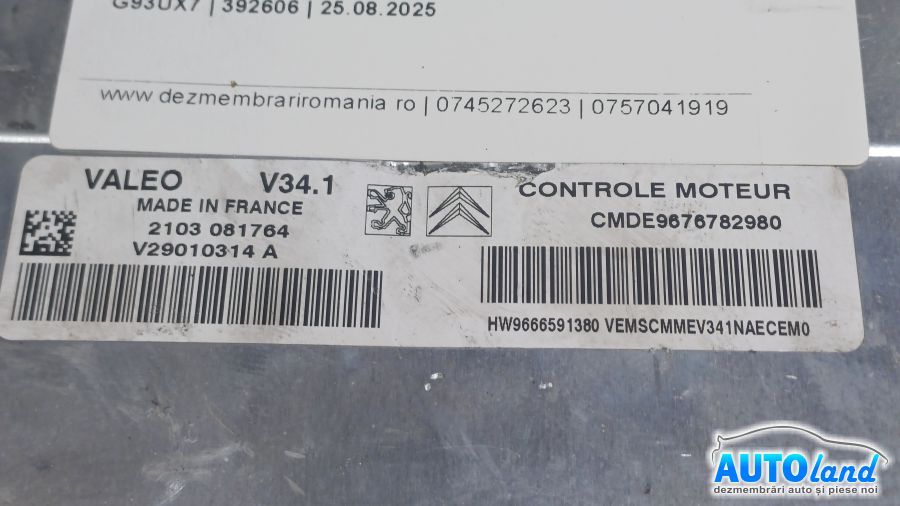 G93UX7 | 392606 | 25.08.2025
www dezmembrariromania ro | 0745272623 | 0757041919
VALEO V34.1
MADE IN FRANCE
2103 081764
V29010314 A
CONTROLE MOTEUR
CMDE9676782980
HW9666591380 VEMSCMMEV341NAECEM0
AUTOland
dezmembrări auto și piese noi